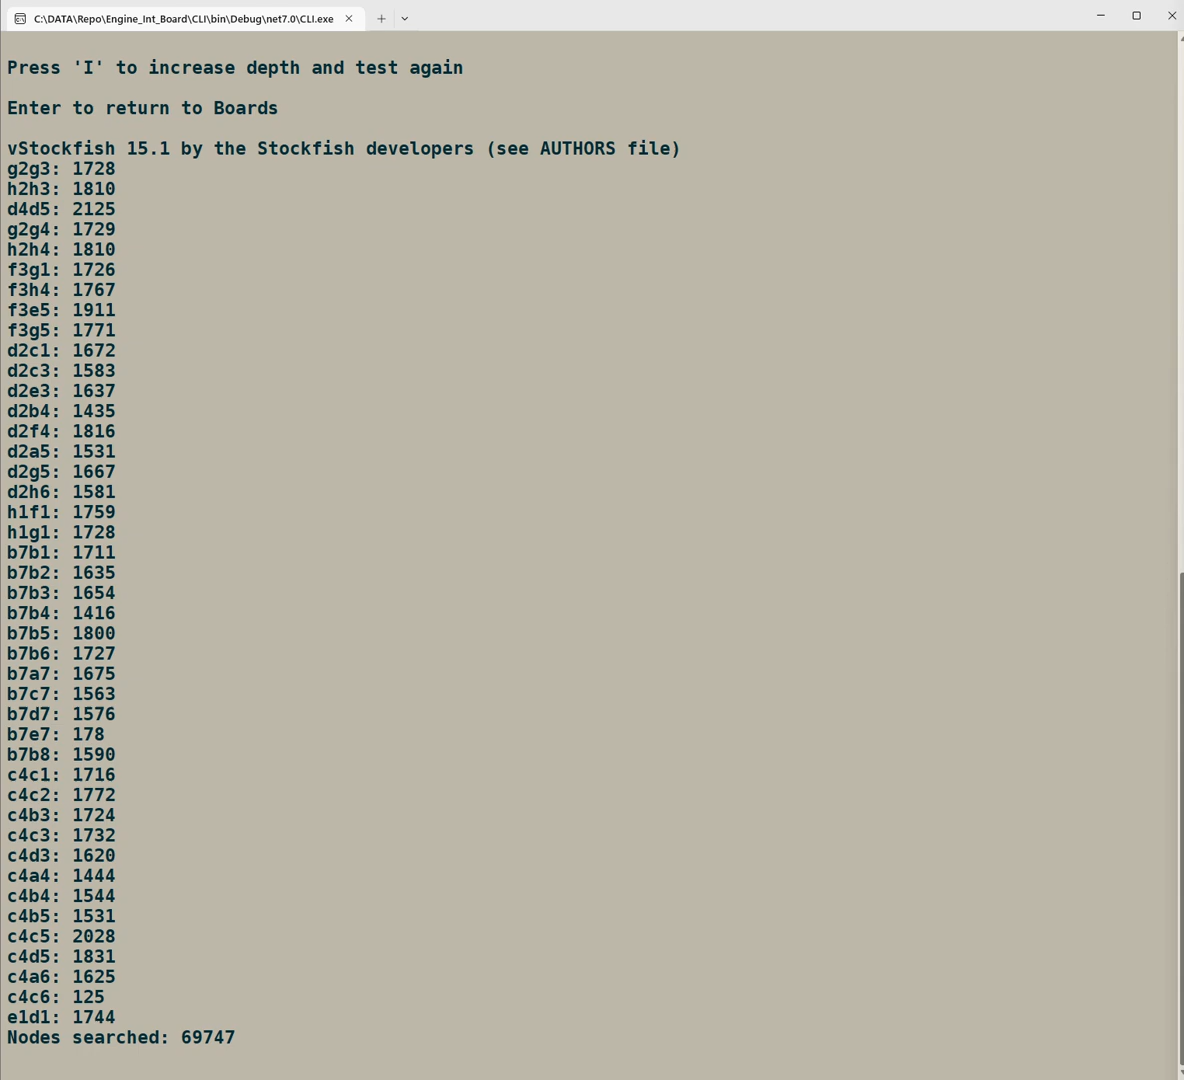 C:\DATA\Repo\Engine_Int_Board\CLI\bin\Debug\net7.0\CLI.exe
Press 'I' to increase depth and test again
Enter to return to Boards
vStockfish 15.1 by the Stockfish developers (see AUTHORS file)
g2g3: 1728
h2h3: 1810
d4d5: 2125
g2g4: 1729
h2h4: 1810
f3g1: 1726
f3h4: 1767
f3e5: 1911
f3g5: 1771
d2c1: 1672
d2c3: 1583
d2e3: 1637
d2b4: 1435
d2f4: 1816
d2a5: 1531
d2g5: 1667
d2h6: 1581
h1f1: 1759
h1g1: 1728
b7b1: 1711
b7b2: 1635
b7b3: 1654
b7b4: 1416
b7b5: 1800
b7b6: 1727
b7a7: 1675
b7c7: 1563
b7d7: 1576
b7e7: 178
b7b8: 1590
c4c1: 1716
c4c2: 1772
c4b3: 1724
c4c3: 1732
c4d3: 1620
c4a4: 1444
c4b4: 1544
c4b5: 1531
c4c5: 2028
c4d5: 1831
c4a6: 1625
c4c6: 125
e1d1: 1744
Nodes searched: 69747